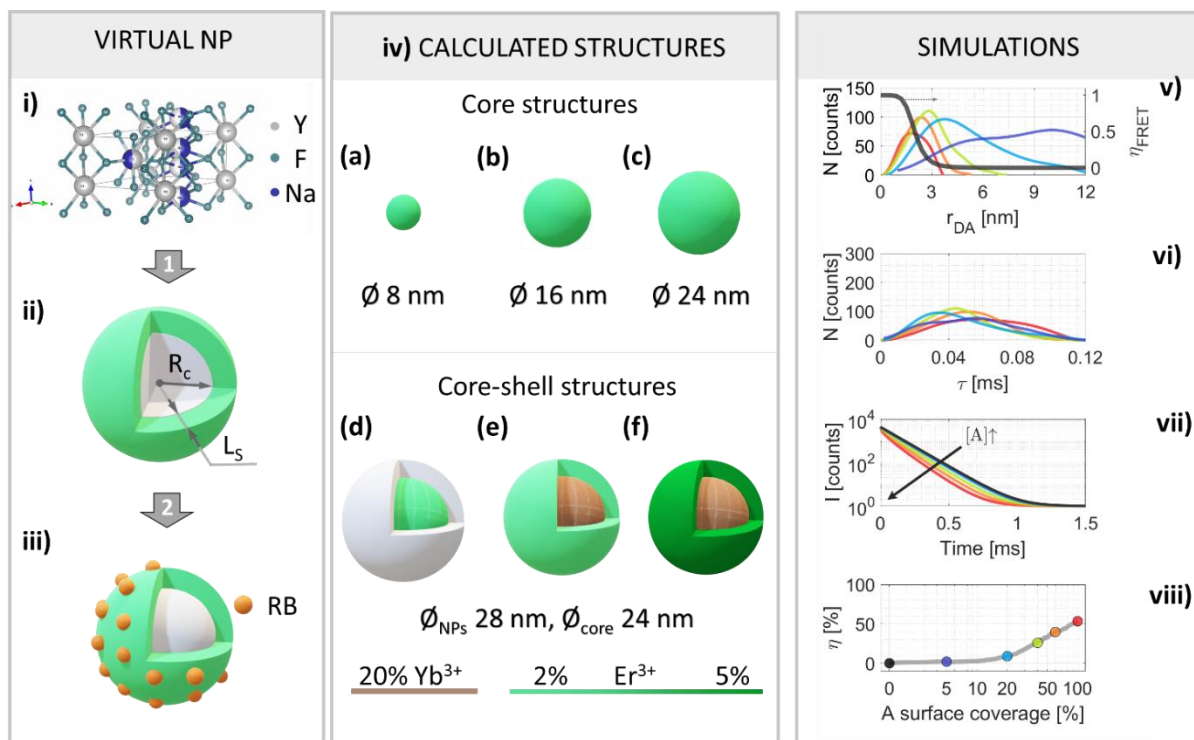 VIRTUAL NP
i)
Y
F
Na
1
ii)
R_c
L_S
2
iii)
RB
iv) CALCULATED STRUCTURES
Core structures
(a) (b) (c)
Ø 8 nm Ø 16 nm Ø 24 nm
Core-shell structures
(d) (e) (f)
Ø_NPs 28 nm, Ø_core 24 nm
20% Yb³⁺ 2% Er³⁺ 5%
SIMULATIONS
v)
N [counts]
150
100
50
0
0 3 6 9 12
r_DA [nm]
1
0.5
0
η_FRET
vi)
N [counts]
300
200
100
0
0 0.04 0.08 0.12
τ [ms]
vii)
I [counts]
10⁴
10²
10⁰
[A]↑
0 0.5 1 1.5
Time [ms]
viii)
η [%]
100
50
0
0 5 10 20 50 100
A surface coverage [%]